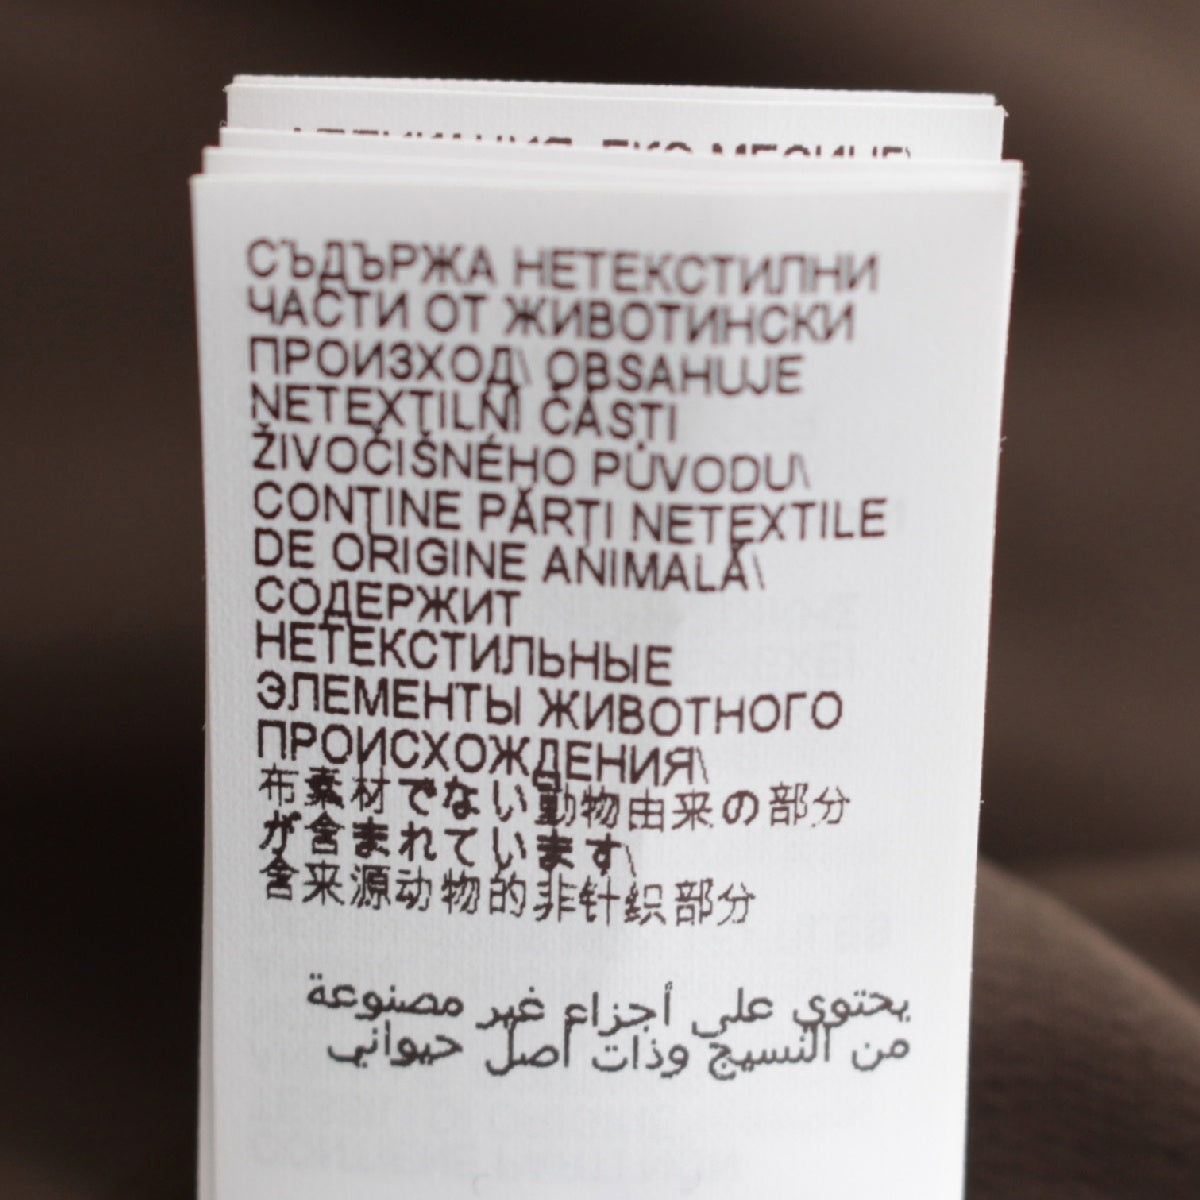 СЪДЪРЖА НЕТЕКСТИЛНИ
ЧАСТИ ОТ ЖИВОТИНСКИ
ПРОИЗХОД\ OBSAHUJE
NETEXTILNÍ ČÁSTI
ŽIVOČIŠNÉHO PŮVODU\
CONȚINE PĂRȚI NETEXTILE
DE ORIGINE ANIMALĂ\
СОДЕРЖИТ
НЕТЕКСТИЛЬНЫЕ
ЭЛЕМЕНТЫ ЖИВОТНОГО
ПРОИСХОЖДЕНИЯ\
布素材でない動物由来の部分
が含まれています\
含来源动物的非针织部分
يحتوي على أجزاء غير مصنوعة
من النسيج وذات أصل حيواني